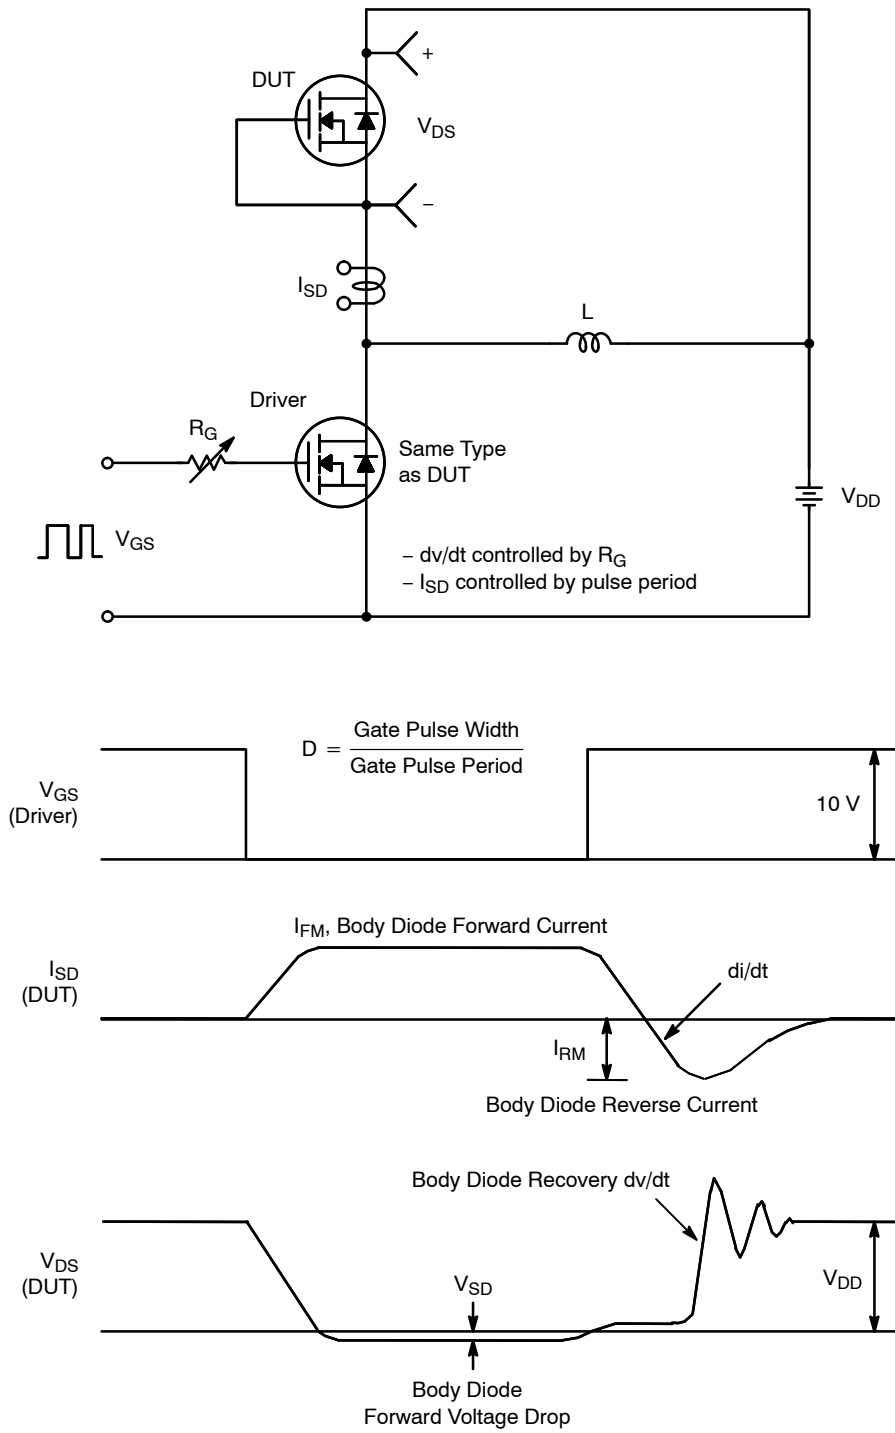 +
DUT
V_DS
−
I_SD
L
Driver
R_G
Same Type
as DUT
V_DD
V_GS
− dv/dt controlled by R_G
− I_SD controlled by pulse period
D = Gate Pulse Width
Gate Pulse Period
V_GS
(Driver)
10 V
I_FM, Body Diode Forward Current
I_SD
(DUT)
di/dt
I_RM
Body Diode Reverse Current
Body Diode Recovery dv/dt
V_DS
(DUT)
V_SD
V_DD
Body Diode
Forward Voltage Drop